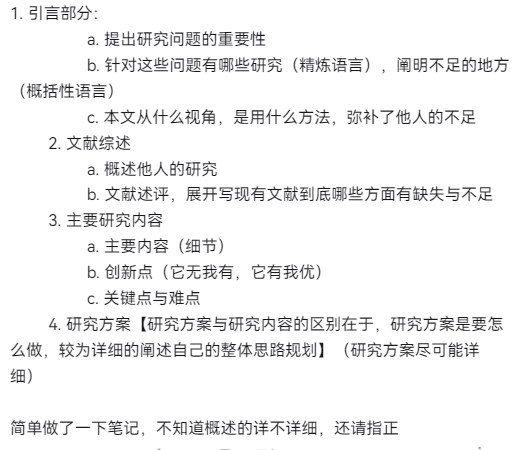 1. 引言部分：
a. 提出研究问题的重要性
b. 针对这些问题有哪些研究（精炼语言），阐明不足的地方
（概括性语言）
c. 本文从什么视角，是用什么方法，弥补了他人的不足
2. 文献综述
a. 概述他人的研究
b. 文献述评，展开写现有文献到底哪些方面有缺失与不足
3. 主要研究内容
a. 主要内容（细节）
b. 创新点（它无我有，它有我优）
c. 关键点与难点
4. 研究方案【研究方案与研究内容的区别在于，研究方案是要怎
么做，较为详细的阐述自己的整体思路规划】（研究方案尽可能详
细）
简单做了一下笔记，不知道概述的详不详细，还请指正